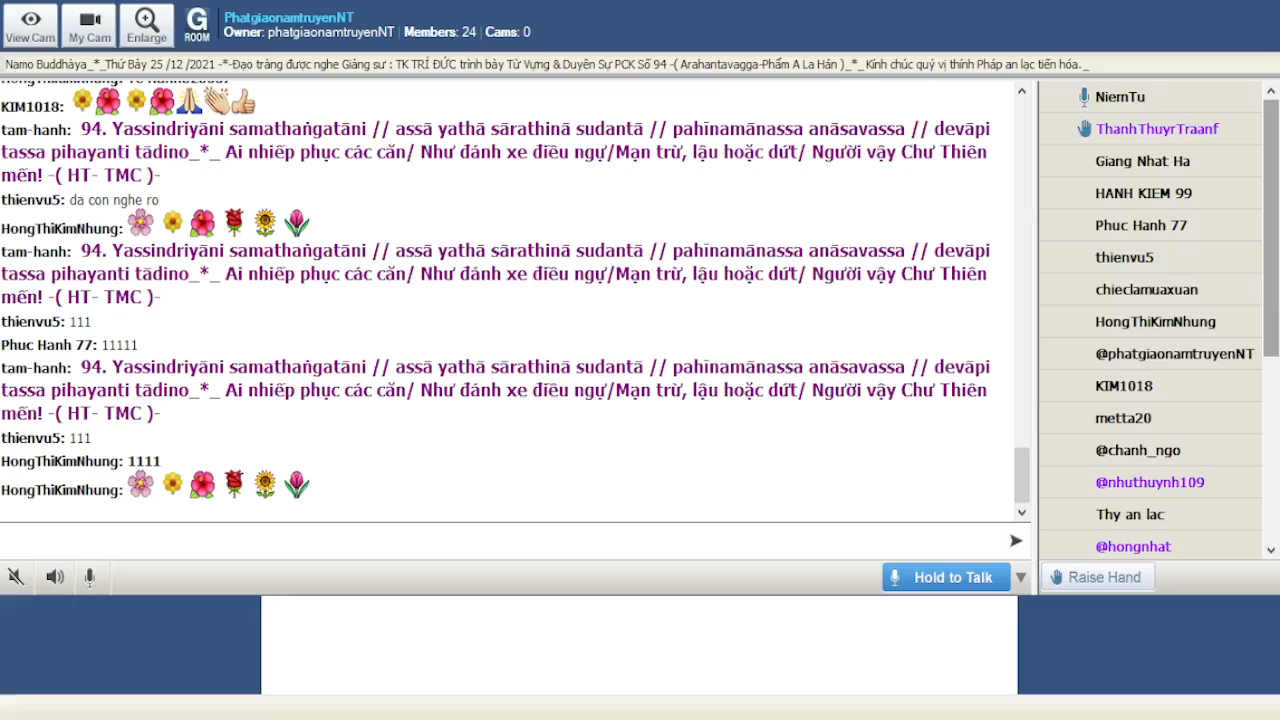 View Cam
My Cam
Enlarge
G
ROOM
PhatgiaonamtruyenNT
Owner: phatgiaonamtruyenNT | Members: 24 | Cams: 0
Namo Buddhàya_*_Thứ Bảy 25 /12 /2021 -*-Đạo tràng được nghe Giảng sư : TK TRÍ ĐỨC trình bày Từ Vựng & Duyên Sự PCK Số 94 -( Arahantavagga-Phẩm A La Hán )_*_ Kính chúc quý vị thính Pháp an lạc tiến hóa._
KIM1018:
tam-hanh: 94. Yassindriyāni samathaṅgatāni // assā yathā sārathinā sudantā // pahīnamānassa anāsavassa // devāpi
tassa pihayanti tādino_*_ Ai nhiếp phục các căn/ Như đánh xe điều ngự/Mạn trừ, lậu hoặc dứt/ Người vậy Chư Thiên
mến! -( HT- TMC )-
thienvu5: da con nghe ro
HongThiKimNhung:
tam-hanh: 94. Yassindriyāni samathaṅgatāni // assā yathā sārathinā sudantā // pahīnamānassa anāsavassa // devāpi
tassa pihayanti tādino_*_ Ai nhiếp phục các căn/ Như đánh xe điều ngự/Mạn trừ, lậu hoặc dứt/ Người vậy Chư Thiên
mến! -( HT- TMC )-
thienvu5: 111
Phuc Hanh 77: 11111
tam-hanh: 94. Yassindriyāni samathaṅgatāni // assā yathā sārathinā sudantā // pahīnamānassa anāsavassa // devāpi
tassa pihayanti tādino_*_ Ai nhiếp phục các căn/ Như đánh xe điều ngự/Mạn trừ, lậu hoặc dứt/ Người vậy Chư Thiên
mến! -( HT- TMC )-
thienvu5: 111
HongThiKimNhung: 1111
HongThiKimNhung:
Hold to Talk
NiemTu
ThanhThuyrTraanf
Giang Nhat Ha
HANH KIEM 99
Phuc Hanh 77
thienvu5
chieclamuaxuan
HongThiKimNhung
@phatgiaonamtruyenNT
KIM1018
metta20
@chanh_ngo
@nhuthuynh109
Thy an lac
@hongnhat
Raise Hand